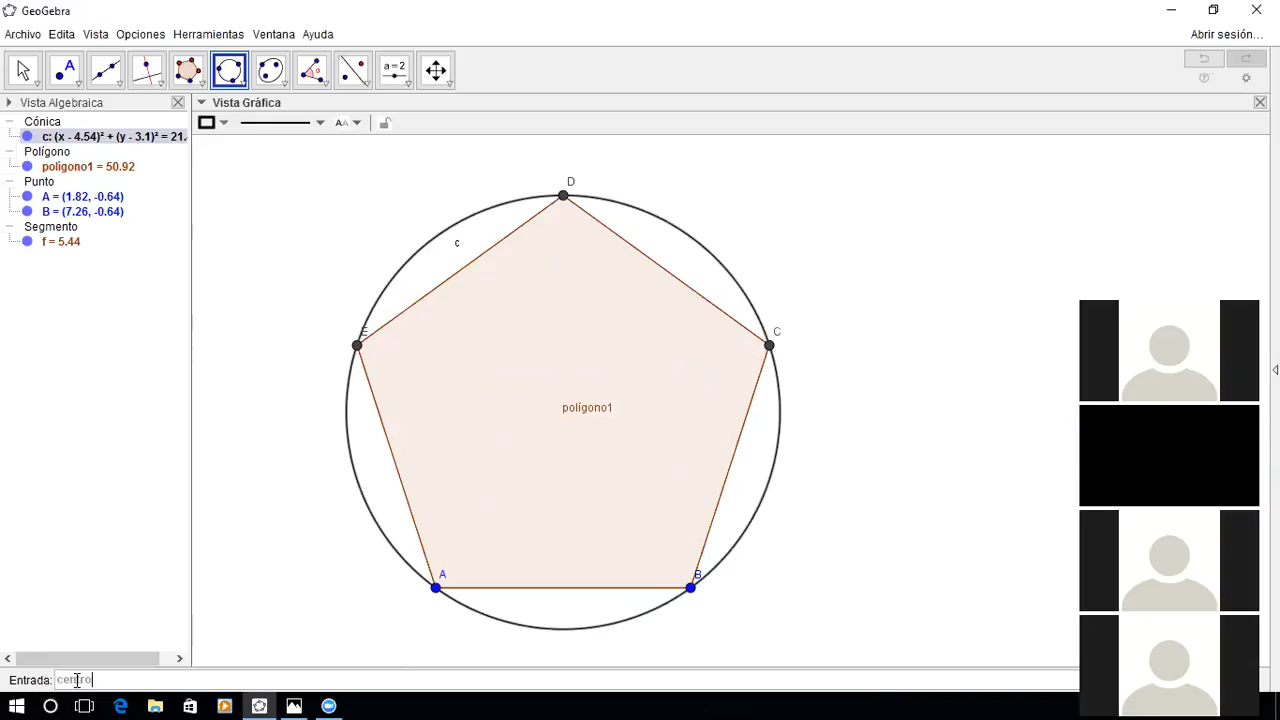 GeoGebra
Archivo Edita Vista Opciones Herramientas Ventana Ayuda
Abrir sesión...
A
α
a = 2
Vista Algebraica
Vista Gráfica
AA
Cónica
c: (x - 4.54)² + (y - 3.1)² = 21.
Polígono
polígono1 = 50.92
Punto
A = (1.82, -0.64)
B = (7.26, -0.64)
Segmento
f = 5.44
D
c
E
C
polígono1
A
B
Entrada: centro